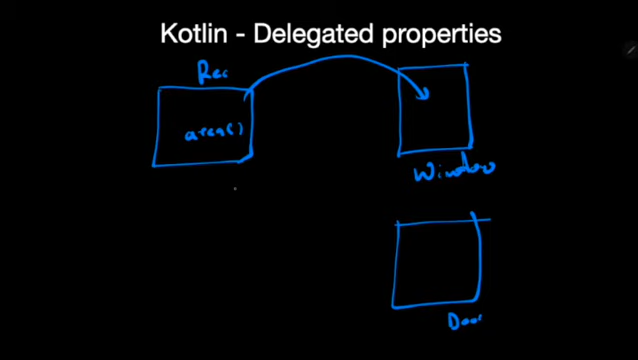 Kotlin - Delegated properties
Rec
area()
Window
Door